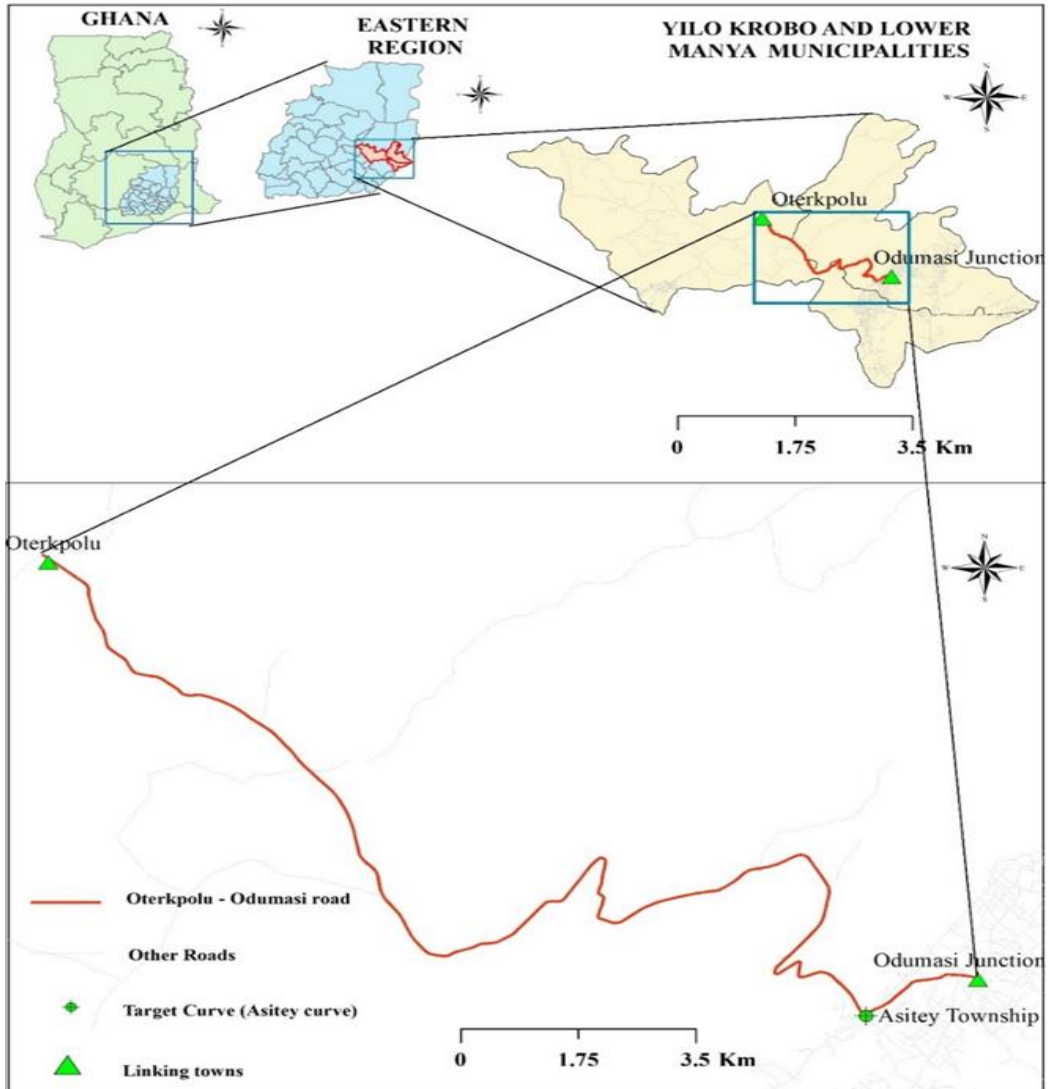 GHANA
EASTERN
REGION
YILO KROBO AND LOWER
MANYA MUNICIPALITIES
N
W
E
S
Oterkpolu
Odumasi Junction
0
1.75
3.5 Km
Oterkpolu
N
W
E
S
Oterkpolu - Odumasi road
Other Roads
Target Curve (Asitey curve)
Linking towns
Odumasi Junction
Asitey Township
0
1.75
3.5 Km